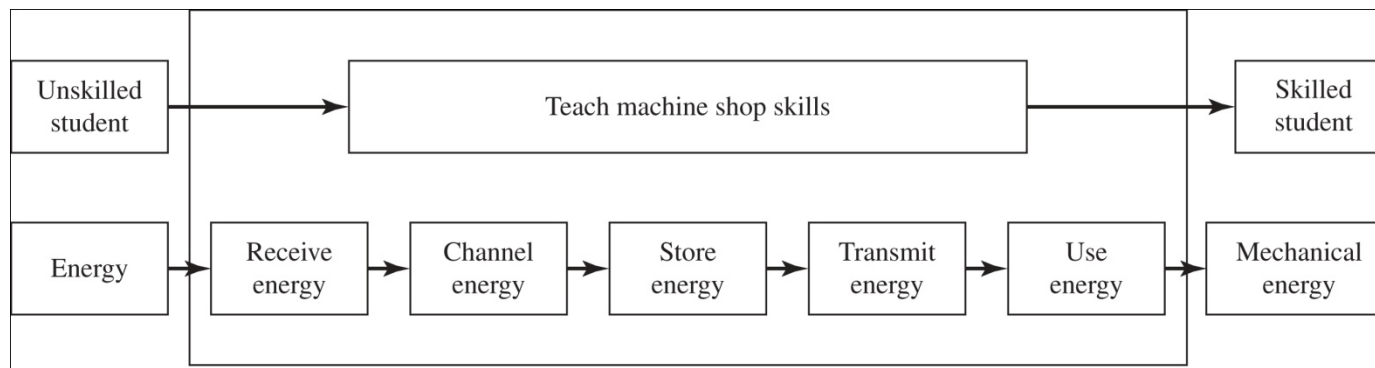 Unskilled
student
Teach machine shop skills
Skilled
student
Energy
Receive
energy
Channel
energy
Store
energy
Transmit
energy
Use
energy
Mechanical
energy